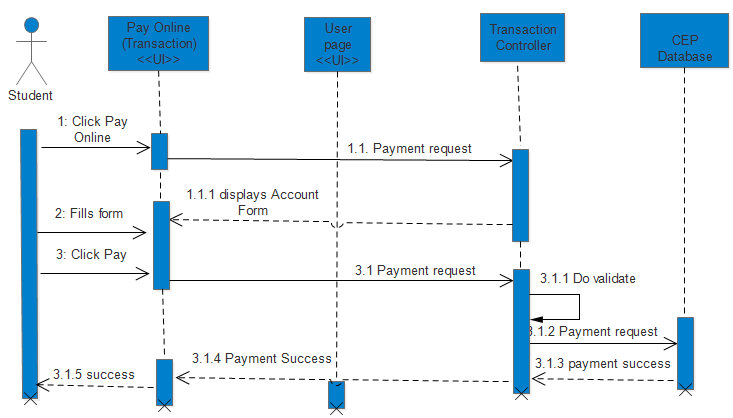 Pay Online
(Transaction)
<<UI>>
User
page
<<UI>>
Transaction
Controller
CEP
Database
Student
1: Click Pay
Online
1.1. Payment request
1.1.1 displays Account
Form
2: Fills form
3: Click Pay
3.1 Payment request
3.1.1 Do validate
3.1.2 Payment request
3.1.3 payment success
3.1.4 Payment Success
3.1.5 success